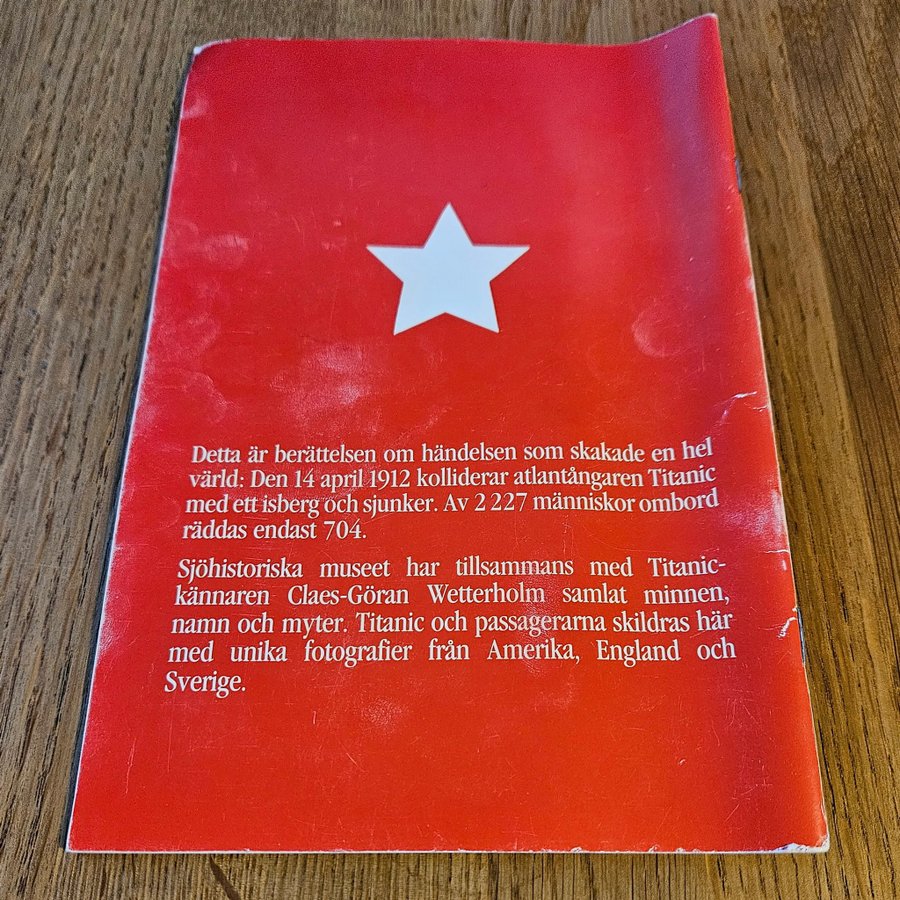 Detta är berättelsen om händelsen som skakade en hel
värld: Den 14 april 1912 kolliderar atlantångaren Titanic
med ett isberg och sjunker. Av 2 227 människor ombord
räddas endast 704.
Sjöhistoriska museet har tillsammans med Titanic-
kännaren Claes-Göran Wetterholm samlat minnen,
namn och myter. Titanic och passagerarna skildras här
med unika fotografier från Amerika, England och
Sverige.